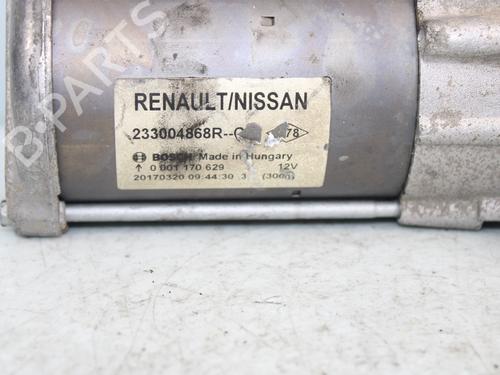 RENAULT/NISSAN
233004868R--
78
BOSCH Made in Hungary
↑ 0 001 170 629 12V
20170320 09:44:30 3 (300
B-PARTS